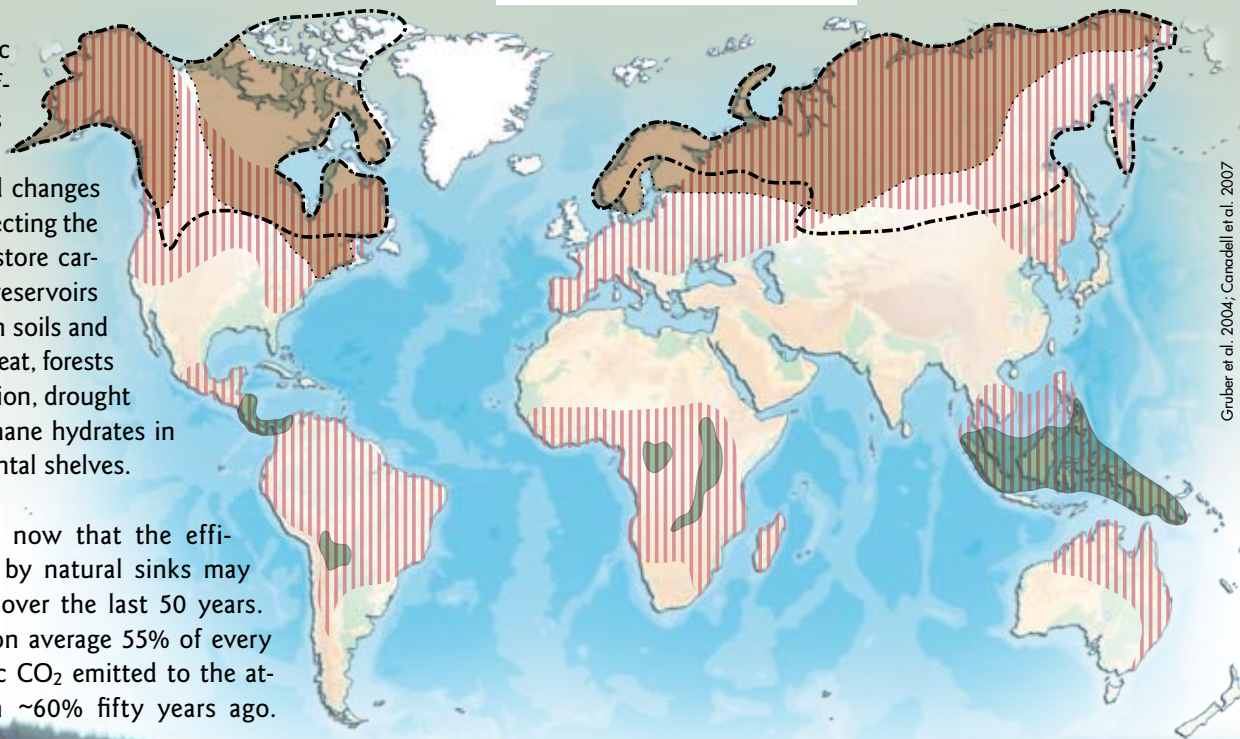 c
f-
s
d changes
ecting the
store car-
reservoirs
n soils and
eat, forests
ion, drought
hane hydrates in
ntal shelves.
now that the effi-
by natural sinks may
over the last 50 years.
on average 55% of every
c CO₂ emitted to the at-
~60% fifty years ago.
Gruber et al. 2004; Canadell et al. 2007